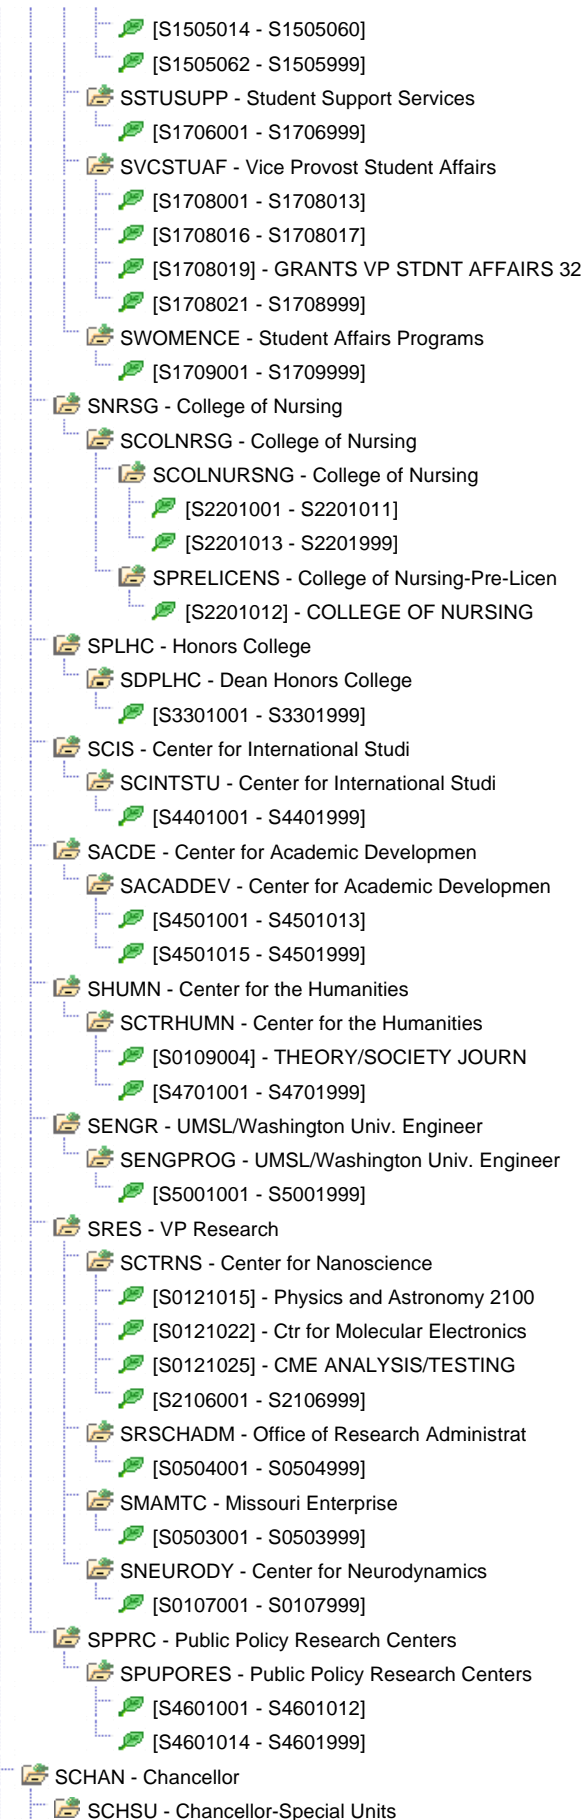 [S1505014 - S1505060]
[S1505062 - S1505999]
SSTUSUPP - Student Support Services
[S1706001 - S1706999]
SVCSTUAF - Vice Provost Student Affairs
[S1708001 - S1708013]
[S1708016 - S1708017]
[S1708019] - GRANTS VP STDNT AFFAIRS 32
[S1708021 - S1708999]
SWOMENCE - Student Affairs Programs
[S1709001 - S1709999]
SNRSG - College of Nursing
SCOLNRSG - College of Nursing
SCOLNURSNG - College of Nursing
[S2201001 - S2201011]
[S2201013 - S2201999]
SPRELICENS - College of Nursing-Pre-Licen
[S2201012] - COLLEGE OF NURSING
SPLHC - Honors College
SDPLHC - Dean Honors College
[S3301001 - S3301999]
SCIS - Center for International Studi
SCINTSTU - Center for International Studi
[S4401001 - S4401999]
SACDE - Center for Academic Developmen
SACADDEV - Center for Academic Developmen
[S4501001 - S4501013]
[S4501015 - S4501999]
SHUMN - Center for the Humanities
SCTRHUMN - Center for the Humanities
[S0109004] - THEORY/SOCIETY JOURN
[S4701001 - S4701999]
SENGR - UMSL/Washington Univ. Engineer
SENGPROG - UMSL/Washington Univ. Engineer
[S5001001 - S5001999]
SRES - VP Research
SCTRNS - Center for Nanoscience
[S0121015] - Physics and Astronomy 2100
[S0121022] - Ctr for Molecular Electronics
[S0121025] - CME ANALYSIS/TESTING
[S2106001 - S2106999]
SRSCHADM - Office of Research Administrat
[S0504001 - S0504999]
SMAMTC - Missouri Enterprise
[S0503001 - S0503999]
SNEURODY - Center for Neurodynamics
[S0107001 - S0107999]
SPPRC - Public Policy Research Centers
SPUPORES - Public Policy Research Centers
[S4601001 - S4601012]
[S4601014 - S4601999]
SCHAN - Chancellor
SCHSU - Chancellor-Special Units